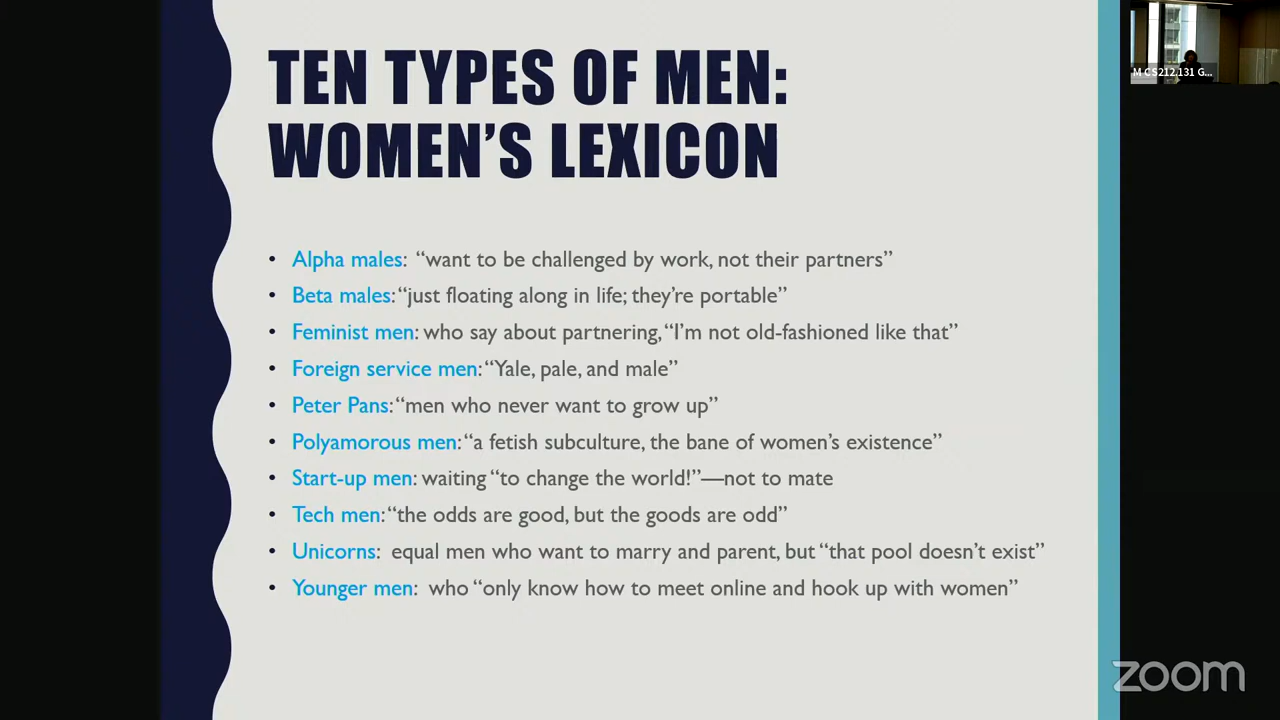 TEN TYPES OF MEN:
WOMEN'S LEXICON
• Alpha males: “want to be challenged by work, not their partners”
• Beta males: “just floating along in life; they’re portable”
• Feminist men: who say about partnering, “I’m not old-fashioned like that”
• Foreign service men: “Yale, pale, and male”
• Peter Pans: “men who never want to grow up”
• Polyamorous men: “a fetish subculture, the bane of women’s existence”
• Start-up men: waiting “to change the world!”—not to mate
• Tech men: “the odds are good, but the goods are odd”
• Unicorns: equal men who want to marry and parent, but “that pool doesn’t exist”
• Younger men: who “only know how to meet online and hook up with women”
M CS212.131 G...
zoom